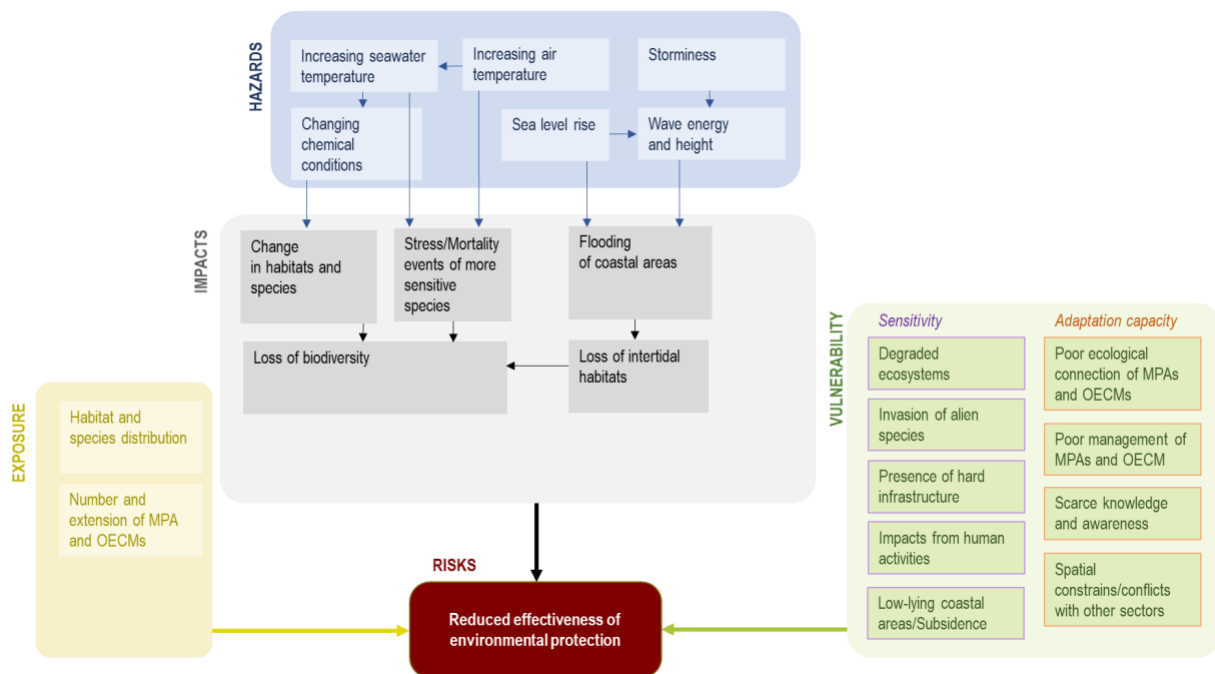 HAZARDS
Increasing seawater
temperature
Increasing air
temperature
Storminess
Changing
chemical
conditions
Sea level rise
Wave energy
and height
IMPACTS
Change
in habitats and
species
Stress/Mortality
events of more
sensitive
species
Flooding
of coastal areas
Loss of biodiversity
Loss of intertidal
habitats
EXPOSURE
Habitat and
species distribution
Number and
extension of MPA
and OECMs
VULNERABILITY
Sensitivity
Degraded
ecosystems
Invasion of alien
species
Presence of hard
infrastructure
Impacts from human
activities
Low-lying coastal
areas/Subsidence
Adaptation capacity
Poor ecological
connection of MPAs
and OECMs
Poor management of
MPAs and OECM
Scarce knowledge
and awareness
Spatial
constrains/conflicts
with other sectors
RISKS
Reduced effectiveness of
environmental protection